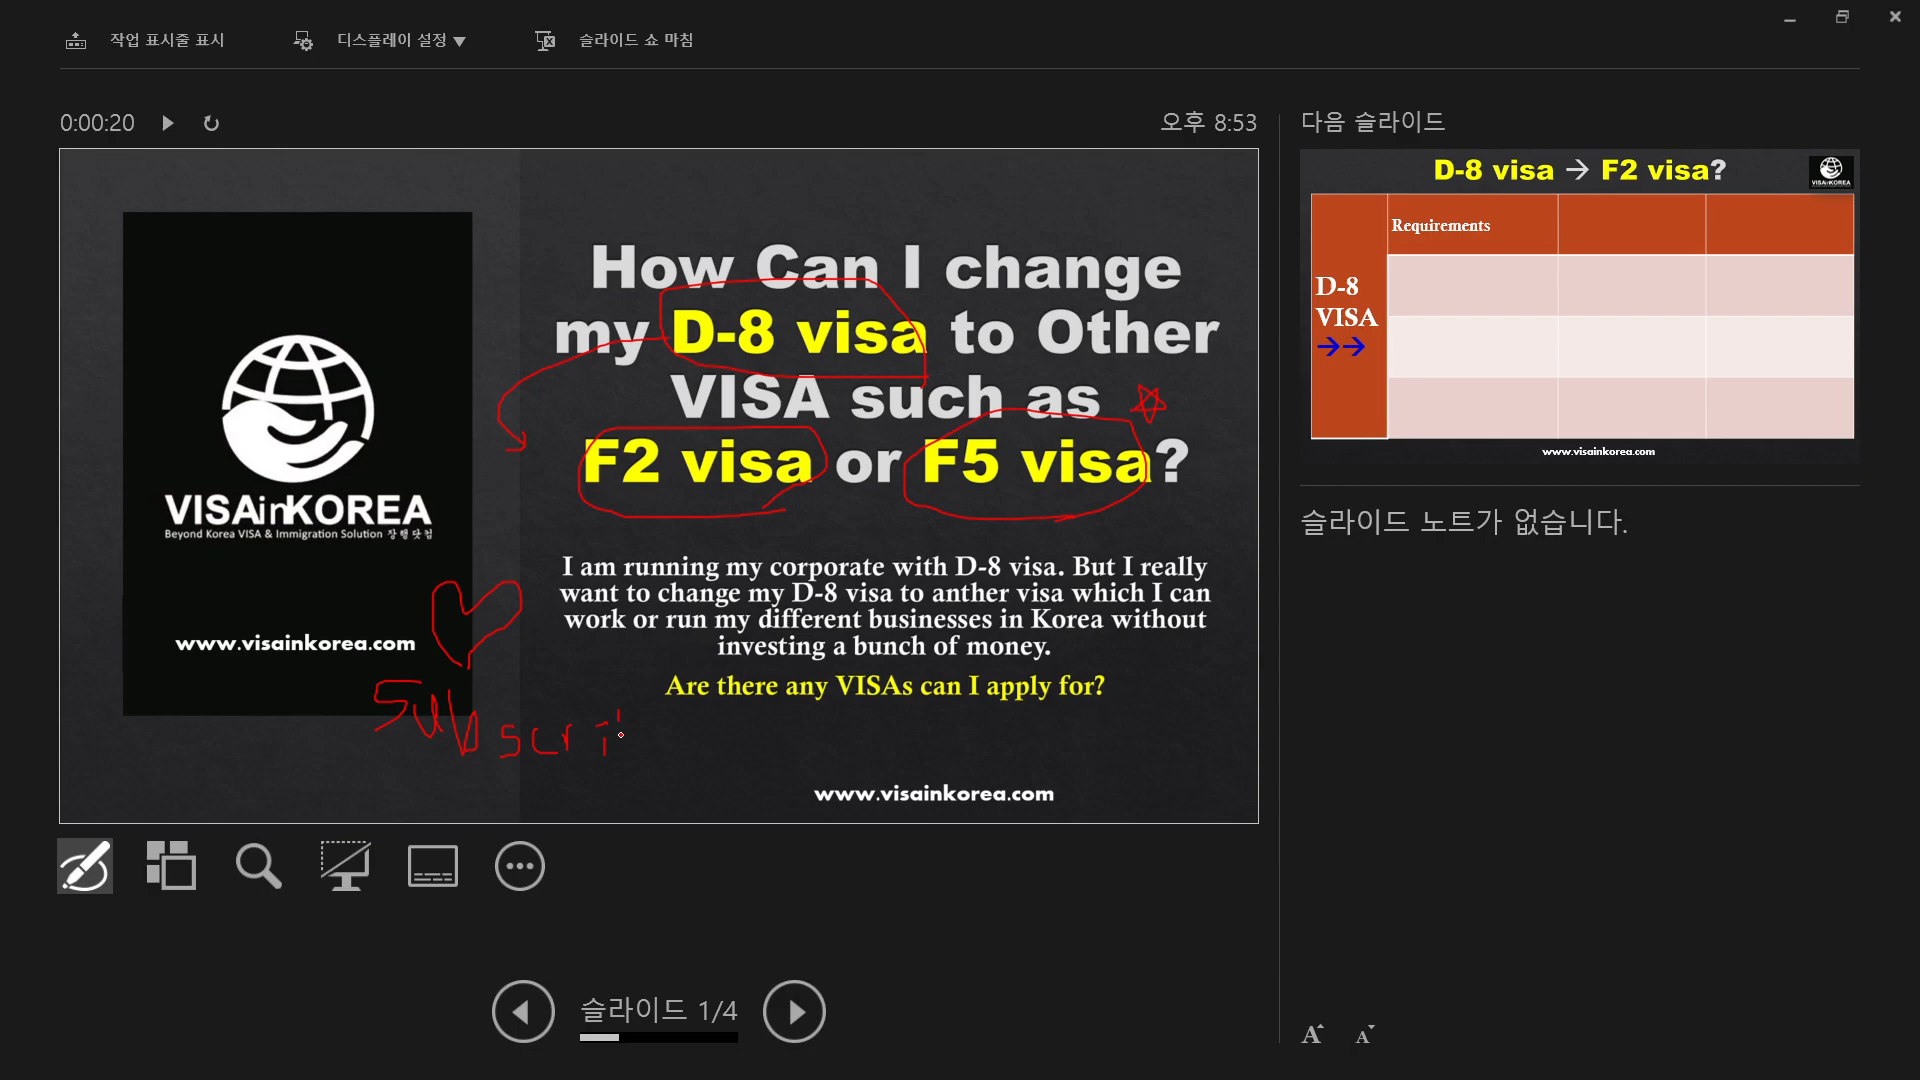 작업 표시줄 표시
디스플레이 설정 ▼
슬라이드 쇼 마침
0:00:20
오후 8:53
How Can I change
my D-8 visa to Other
VISA such as
F2 visa or F5 visa?
VISAinKOREA
Beyond Korea VISA & Immigration Solution 장행닷컴
www.visainkorea.com
I am running my corporate with D-8 visa. But I really
want to change my D-8 visa to anther visa which I can
work or run my different businesses in Korea without
investing a bunch of money.
Are there any VISAs can I apply for?
Subscri
www.visainkorea.com
슬라이드 1/4
다음 슬라이드
D-8 visa → F2 visa?
VISAinKOREA
Requirements
D-8
VISA
→→
www.visainkorea.com
슬라이드 노트가 없습니다.
A A